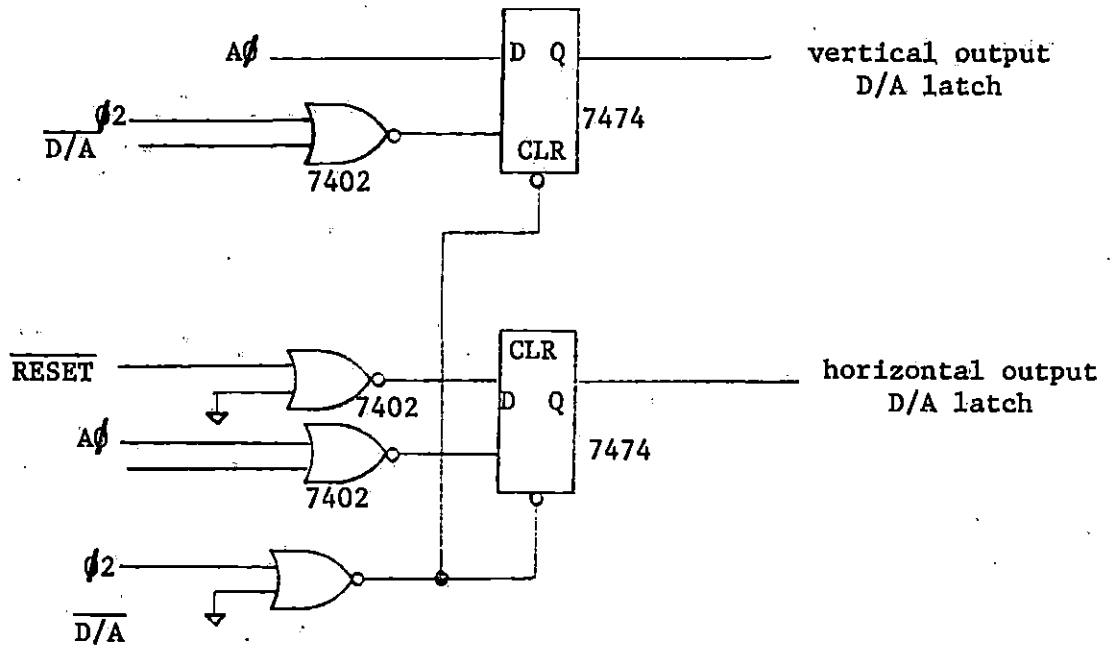 AØ
D Q
vertical output
D/A latch
Ø2
D/A
7402
7474
CLR
RESET
7402
CLR
D Q
horizontal output
D/A latch
AØ
7402
7474
Ø2
D/A